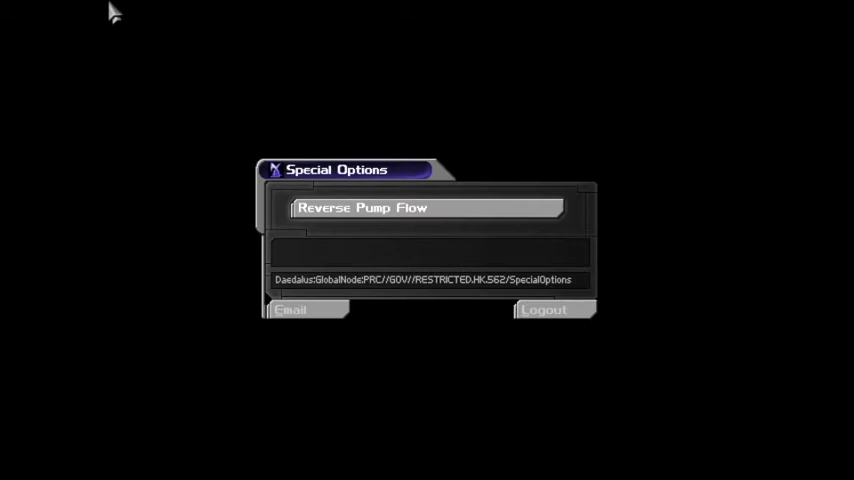 Special Options
Reverse Pump Flow
Daedalus:GlobalNode:PRC//GOV//RESTRICTED.HK.562/SpecialOptions
Email
Logout